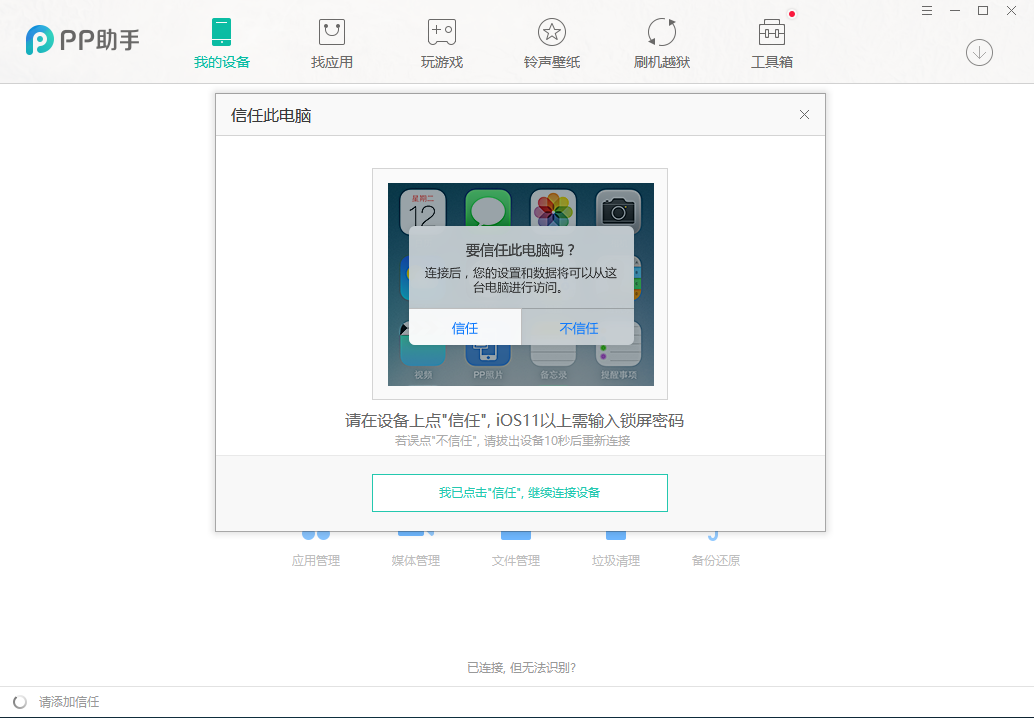 PP助手
我的设备
找应用
玩游戏
铃声壁纸
刷机越狱
工具箱
信任此电脑
星期二
12
要信任此电脑吗？
连接后，您的设置和数据将可以从这
台电脑进行访问。
信任
不信任
视频
PP照片
备忘录
提醒事项
请在设备上点"信任", iOS11以上需输入锁屏密码
若误点"不信任", 请拔出设备10秒后重新连接
我已点击"信任", 继续连接设备
应用管理
媒体管理
文件管理
垃圾清理
备份还原
已连接, 但无法识别?
请添加信任